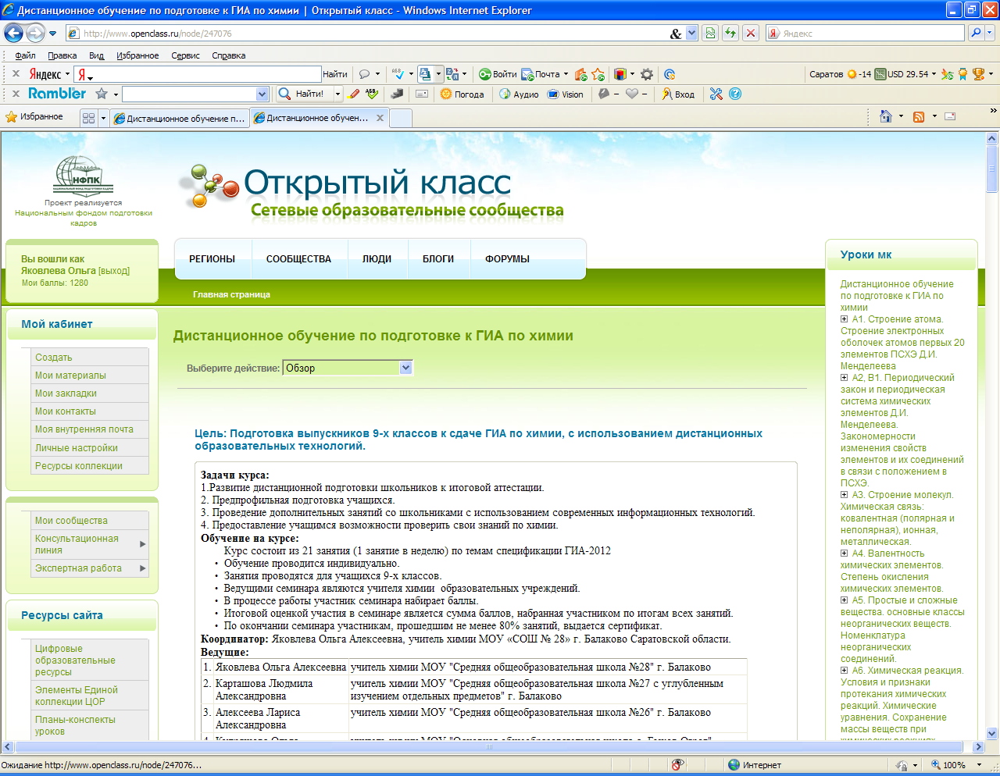 Дистанционное обучение по подготовке к ГИА по химии | Открытый класс - Windows Internet Explorer
http://www.openclass.ru/node/247076
Яндекс
Файл Правка Вид Избранное Сервис Справка
Яндекс Найти Войти Почта Саратов -14 USD 29.54
Rambler Найти! Погода Аудио Vision Вход
Избранное Дистанционное обучение п... Дистанционное обучен...
НФПК
Проект реализуется
Национальным фондом подготовки
кадров
Открытый класс
Сетевые образовательные сообщества
Вы вошли как
Яковлева Ольга [выход]
Мои баллы: 1280
РЕГИОНЫ СООБЩЕСТВА ЛЮДИ БЛОГИ ФОРУМЫ
Главная страница
Мой кабинет
Создать
Мои материалы
Мои закладки
Мои контакты
Моя внутренняя почта
Личные настройки
Ресурсы коллекции
Мои сообщества
Консультационная
линия
Экспертная работа
Ресурсы сайта
Цифровые
образовательные
ресурсы
Элементы Единой
коллекции ЦОР
Планы-конспекты
уроков
Дистанционное обучение по подготовке к ГИА по химии
Выберите действие: Обзор
Цель: Подготовка выпускников 9-х классов к сдаче ГИА по химии, с использованием дистанционных
образовательных технологий.
Задачи курса:
1.Развитие дистанционной подготовки школьников к итоговой аттестации.
2. Предпрофильная подготовка учащихся.
3. Проведение дополнительных занятий со школьниками с использованием современных информационных технологий.
4. Предоставление учащимся возможности проверить свои знаний по химии.
Обучение на курсе:
Курс состоит из 21 занятия (1 занятие в неделю) по темам спецификации ГИА-2012
• Обучение проводится индивидуально.
• Занятия проводятся для учащихся 9-х классов.
• Ведущими семинара являются учителя химии образовательных учреждений.
• В процессе работы участник семинара набирает баллы.
• Итоговой оценкой участия в семинаре является сумма баллов, набранная участником по итогам всех занятий.
• По окончании семинара участникам, прошедшим не менее 80% занятий, выдается сертификат.
Координатор: Яковлева Ольга Алексеевна, учитель химии МОУ «СОШ № 28» г. Балаково Саратовской области.
Ведущие:
1. Яковлева Ольга Алексеевна учитель химии МОУ "Средняя общеобразовательная школа №28" г. Балаково
2. Карташова Людмила учитель химии МОУ "Средняя общеобразовательная школа №27 с углубленным
Александровна изучением отдельных предметов" г. Балаково
3. Алексеева Лариса учитель химии МОУ "Средняя общеобразовательная школа №26" г. Балаково
Александровна
Уроки мк
Дистанционное обучение
по подготовке к ГИА по
химии
А1. Строение атома.
Строение электронных
оболочек атомов первых 20
элементов ПСХЭ Д.И.
Менделеева
А2, В1. Периодический
закон и периодическая
система химических
элементов Д.И.
Менделеева.
Закономерности
изменения свойств
элементов и их соединений
в связи с положением в
ПСХЭ.
А3. Строение молекул.
Химическая связь:
ковалентная (полярная и
неполярная), ионная,
металлическая.
А4. Валентность
химических элементов.
Степень окисления
химических элементов.
А5. Простые и сложные
вещества. основные классы
неорганических веществ.
Номенклатура
неорганических
соединений.
А6. Химическая реакция.
Условия и признаки
протекания химических
реакций. Химические
уравнения. Сохранение
массы веществ при
химических реакциях
Ожидание http://www.openclass.ru/node/247076... Интернет 100%